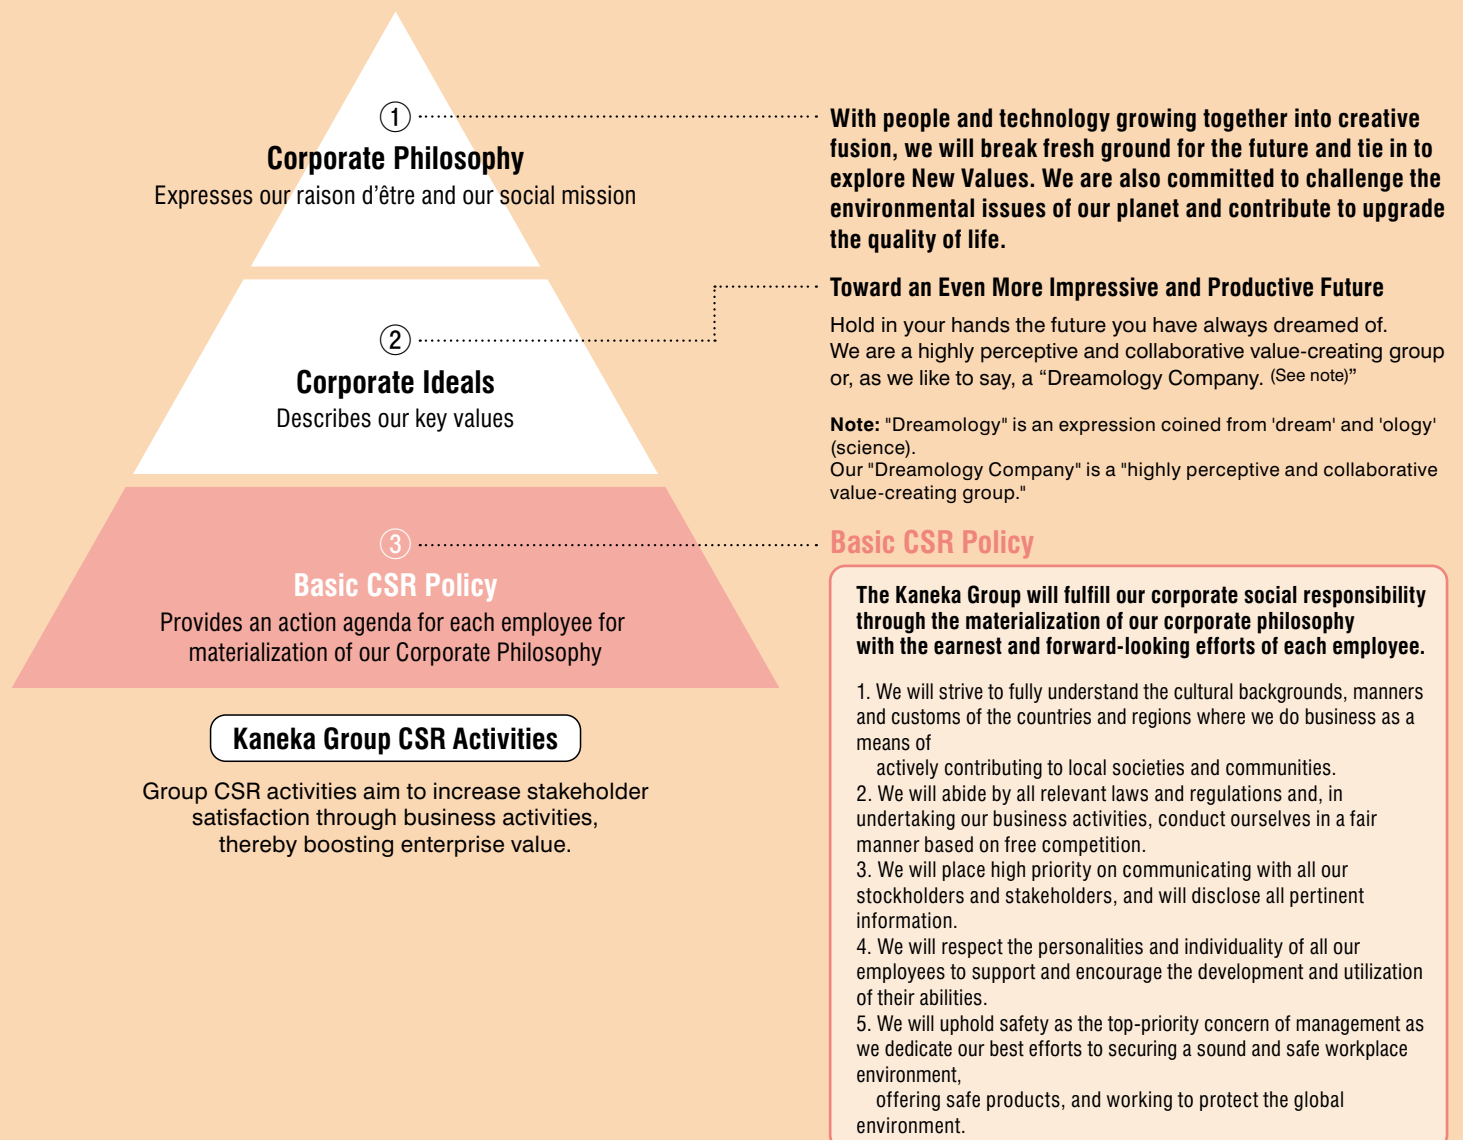 ①
Corporate Philosophy
Expresses our raison d’être and our social mission
②
Corporate Ideals
Describes our key values
③
Basic CSR Policy
Provides an action agenda for each employee for
materialization of our Corporate Philosophy
Kaneka Group CSR Activities
Group CSR activities aim to increase stakeholder
satisfaction through business activities,
thereby boosting enterprise value.
With people and technology growing together into creative
fusion, we will break fresh ground for the future and tie in to
explore New Values. We are also committed to challenge the
environmental issues of our planet and contribute to upgrade
the quality of life.
Toward an Even More Impressive and Productive Future
Hold in your hands the future you have always dreamed of.
We are a highly perceptive and collaborative value-creating group
or, as we like to say, a “Dreamology Company. (See note)”
Note: "Dreamology" is an expression coined from 'dream' and 'ology'
(science).
Our "Dreamology Company" is a "highly perceptive and collaborative
value-creating group."
Basic CSR Policy
The Kaneka Group will fulfill our corporate social responsibility
through the materialization of our corporate philosophy
with the earnest and forward-looking efforts of each employee.
1. We will strive to fully understand the cultural backgrounds, manners
and customs of the countries and regions where we do business as a
means of
actively contributing to local societies and communities.
2. We will abide by all relevant laws and regulations and, in
undertaking our business activities, conduct ourselves in a fair
manner based on free competition.
3. We will place high priority on communicating with all our
stockholders and stakeholders, and will disclose all pertinent
information.
4. We will respect the personalities and individuality of all our
employees to support and encourage the development and utilization
of their abilities.
5. We will uphold safety as the top-priority concern of management as
we dedicate our best efforts to securing a sound and safe workplace
environment,
offering safe products, and working to protect the global
environment.